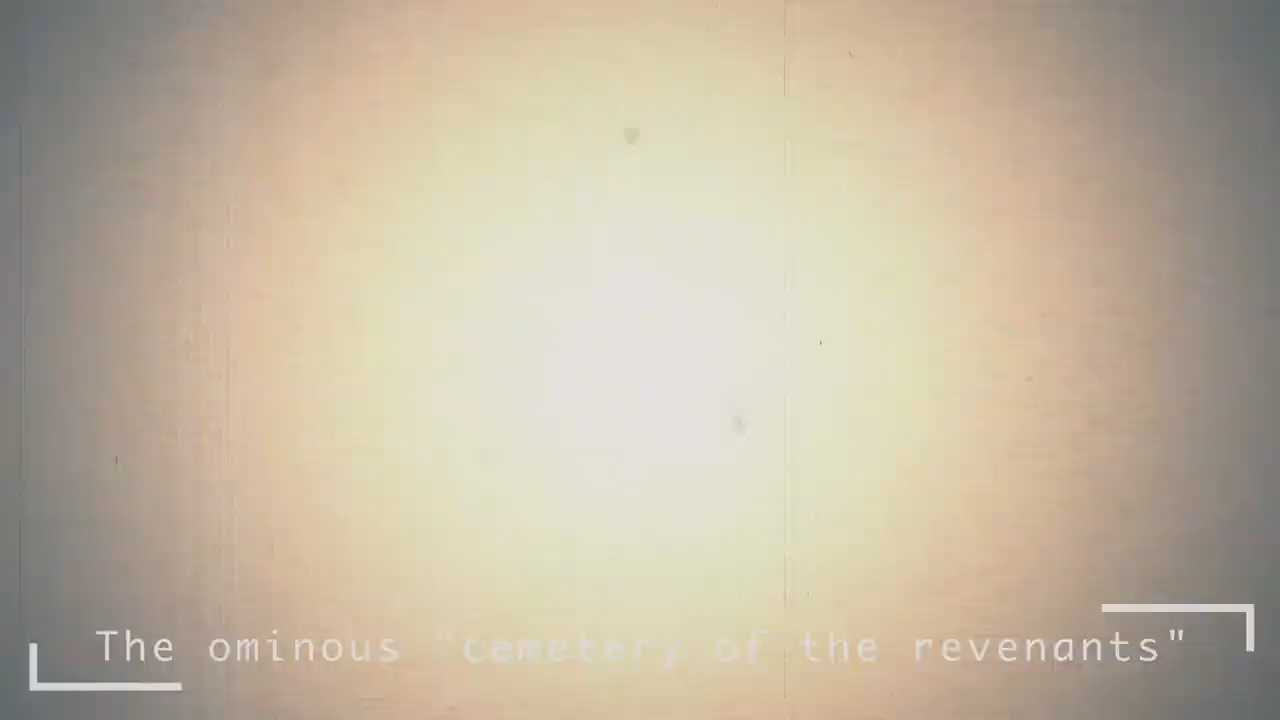 The ominous "cemetery of the revenants"